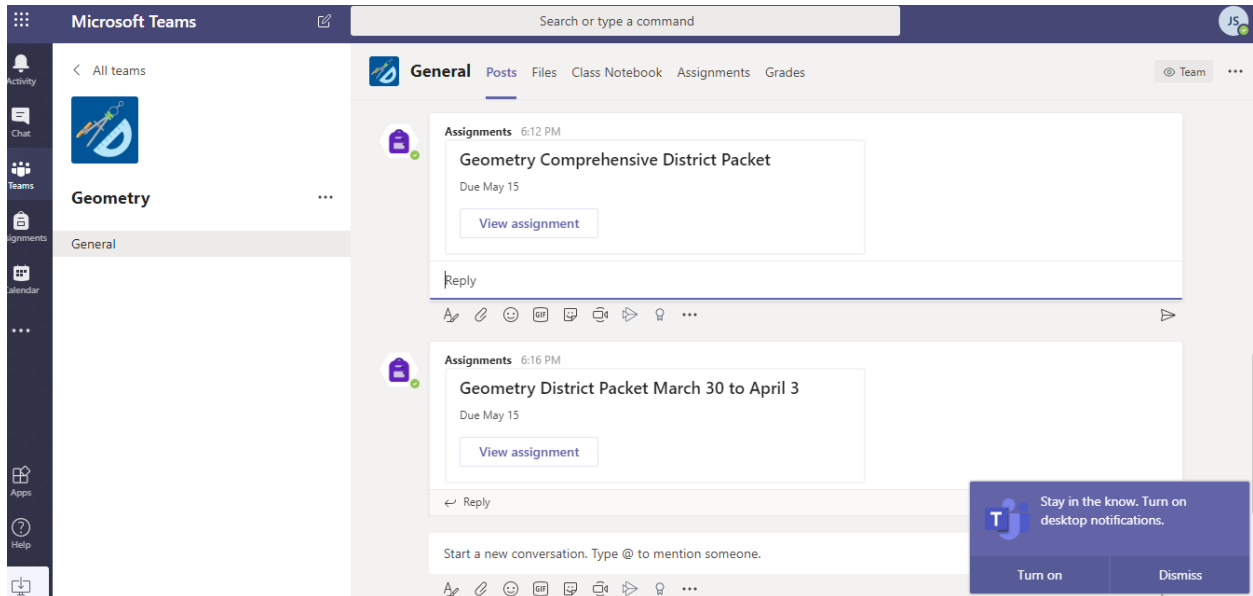 Microsoft Teams
Search or type a command
JS
Activity
Chat
Teams
signments
Calendar
Apps
Help
All teams
Geometry
General
General Posts Files Class Notebook Assignments Grades
Team
Assignments 6:12 PM
Geometry Comprehensive District Packet
Due May 15
View assignment
Reply
GIF
Assignments 6:16 PM
Geometry District Packet March 30 to April 3
Due May 15
View assignment
Reply
Start a new conversation. Type @ to mention someone.
GIF
T
Stay in the know. Turn on
desktop notifications.
Turn on Dismiss